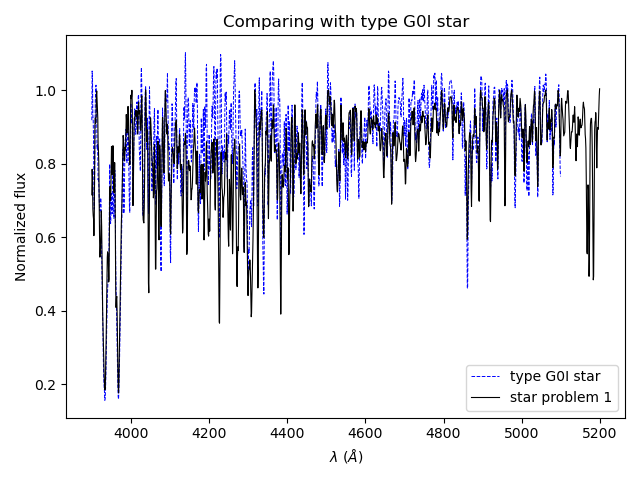 Comparing with type G0I star
Normalized flux
1.0
0.8
0.6
0.4
0.2
type G0I star
star problem 1
4000 4200 4400 4600 4800 5000 5200
λ (Å)